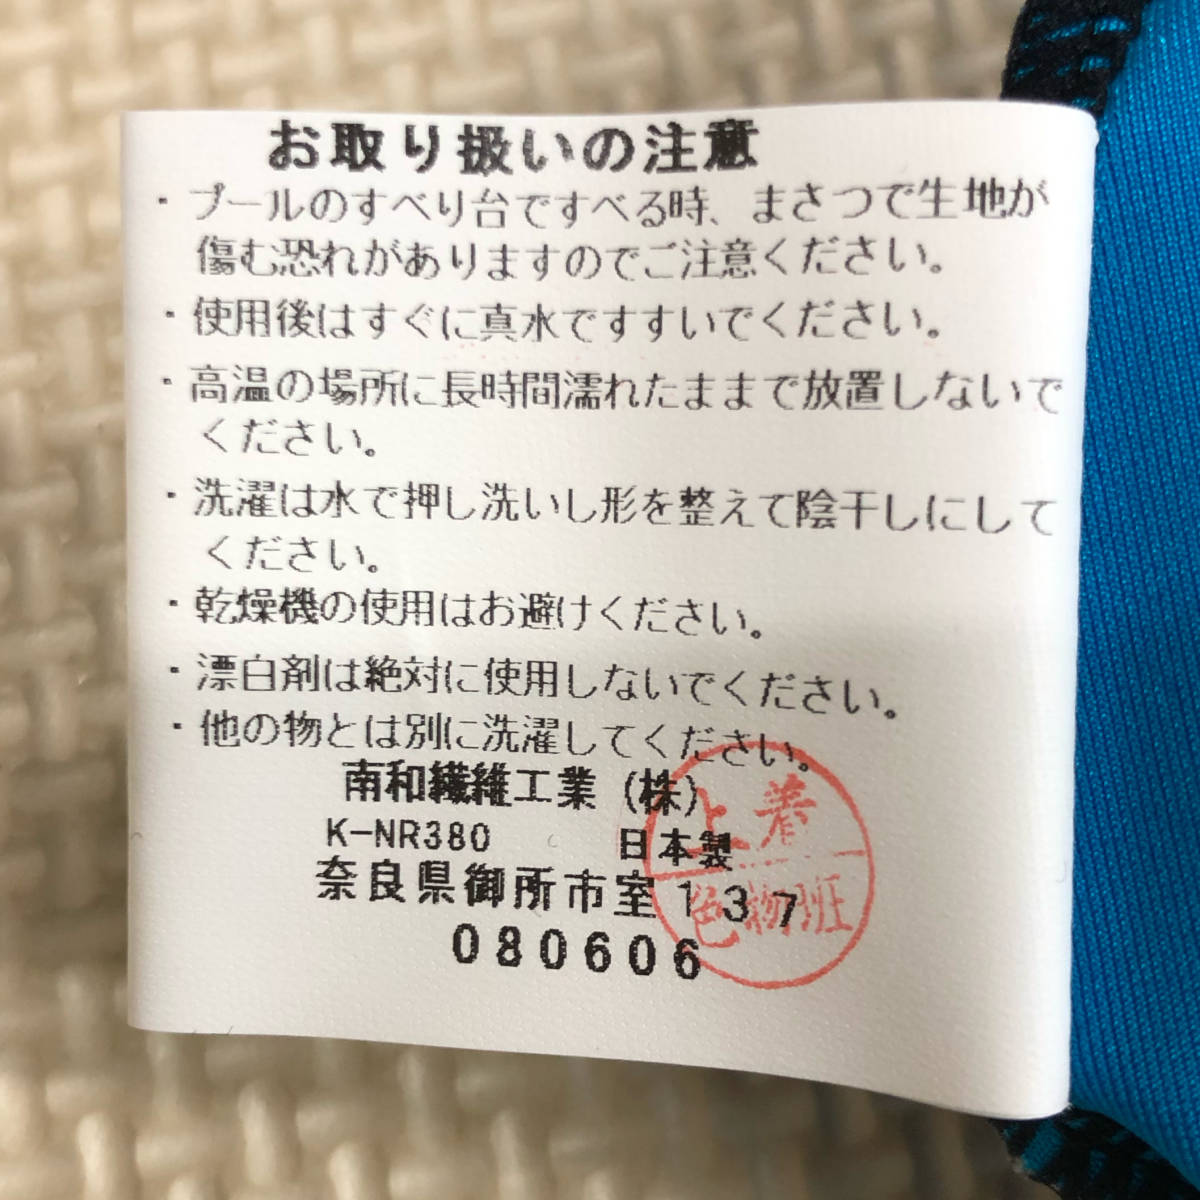 お取り扱いの注意
・プールのすべり台ですべる時、まさつで生地が
傷む恐れがありますのでご注意ください。
・使用後はすぐに真水ですすいでください。
・高温の場所に長時間濡れたままで放置しないで
ください。
・洗濯は水で押し洗いし形を整えて陰干しにして
ください。
・乾燥機の使用はお避けください。
・漂白剤は絶対に使用しないでください。
・他の物とは別に洗濯してください。
南和繊維工業(株)
K-NR380 日本製
奈良県御所市室137
080606
上着
色物班